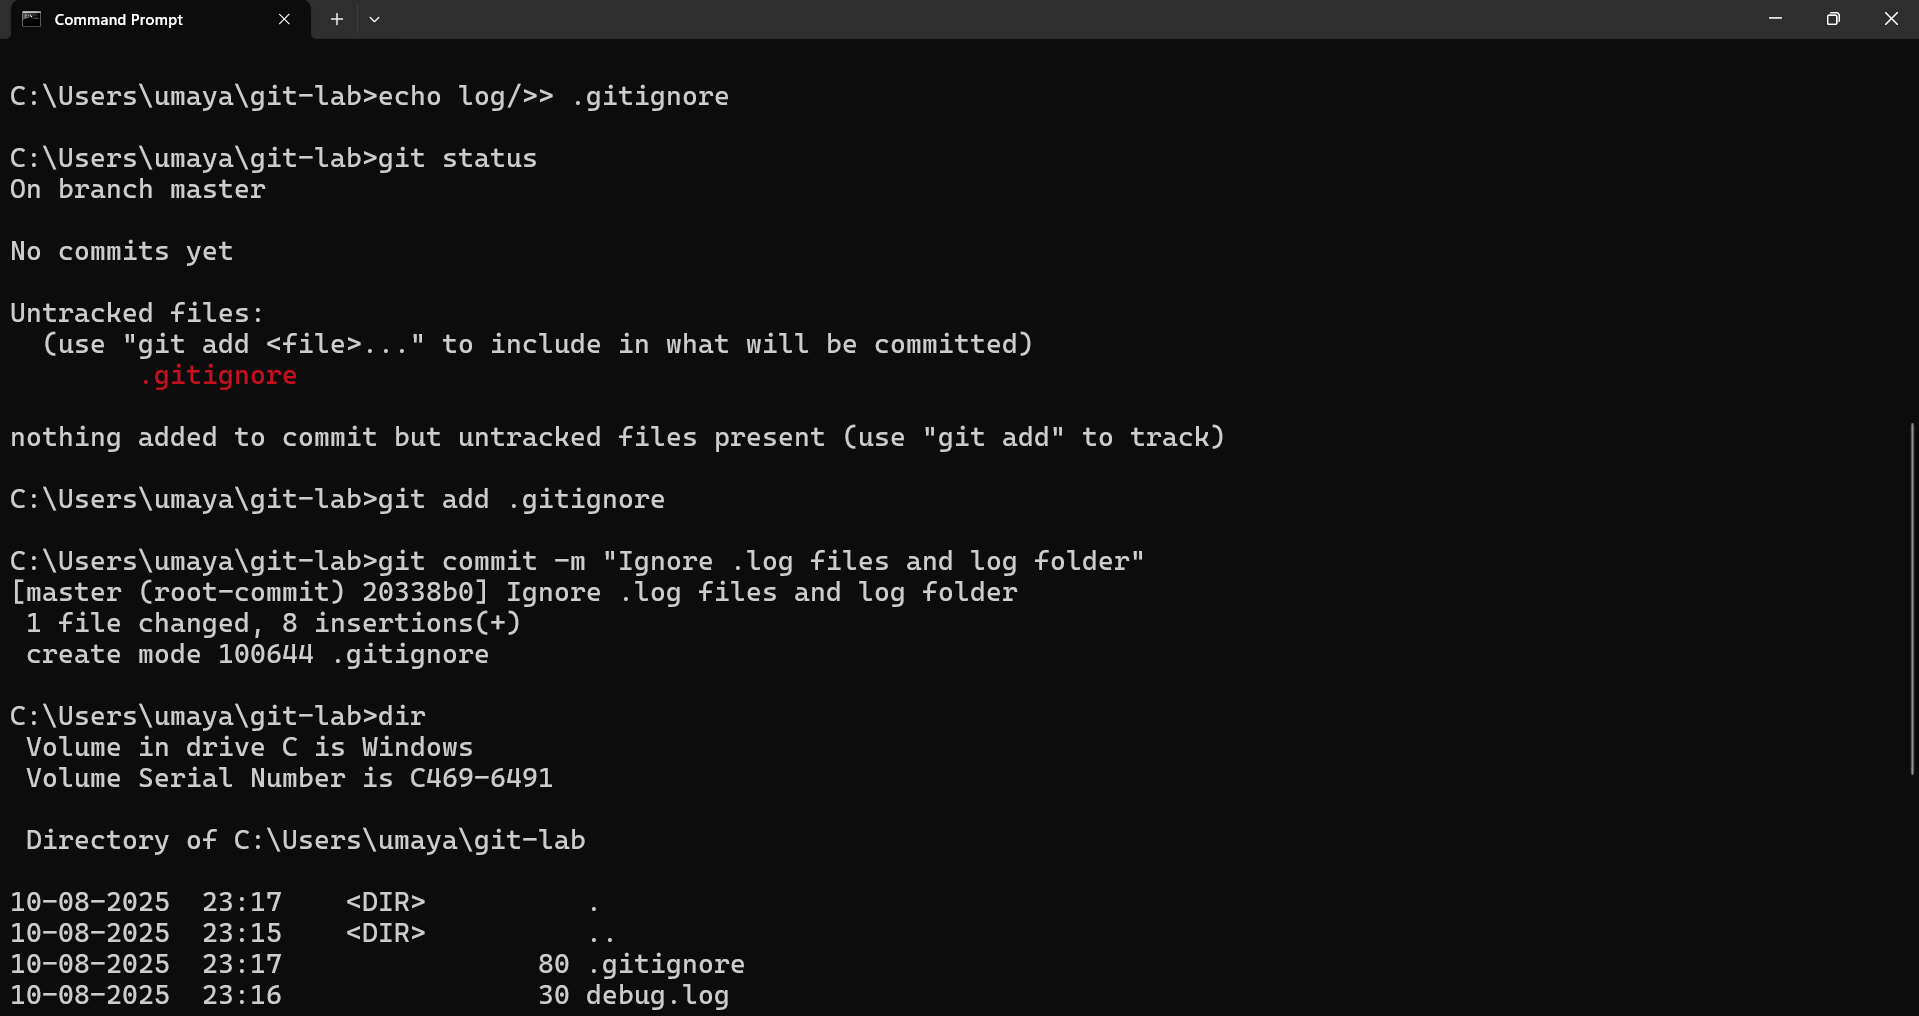 Command Prompt
C:\Users\umaya\git-lab>echo log/>> .gitignore
C:\Users\umaya\git-lab>git status
On branch master
No commits yet
Untracked files:
  (use "git add <file>..." to include in what will be committed)
        .gitignore
nothing added to commit but untracked files present (use "git add" to track)
C:\Users\umaya\git-lab>git add .gitignore
C:\Users\umaya\git-lab>git commit -m "Ignore .log files and log folder"
[master (root-commit) 20338b0] Ignore .log files and log folder
 1 file changed, 8 insertions(+)
 create mode 100644 .gitignore
C:\Users\umaya\git-lab>dir
 Volume in drive C is Windows
 Volume Serial Number is C469-6491
 Directory of C:\Users\umaya\git-lab
10-08-2025  23:17    <DIR>          .
10-08-2025  23:15    <DIR>          ..
10-08-2025  23:17                80 .gitignore
10-08-2025  23:16                30 debug.log